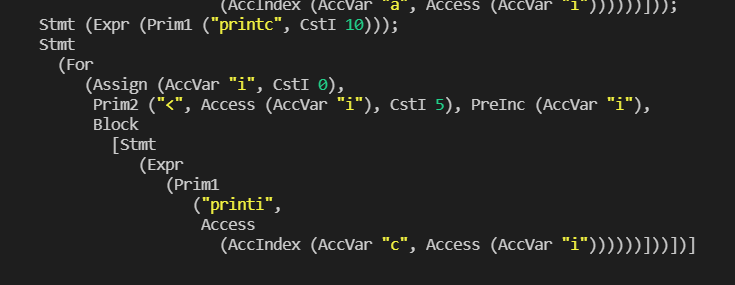 (AccIndex (AccVar "a", Access (AccVar "i"))))))]));
Stmt (Expr (Prim1 ("printc", CstI 10)));
Stmt
(For
(Assign (AccVar "i", CstI 0),
Prim2 ("<", Access (AccVar "i"), CstI 5), PreInc (AccVar "i"),
Block
[Stmt
(Expr
(Prim1
("printi",
Access
(AccIndex (AccVar "c", Access (AccVar "i"))))))]))])]